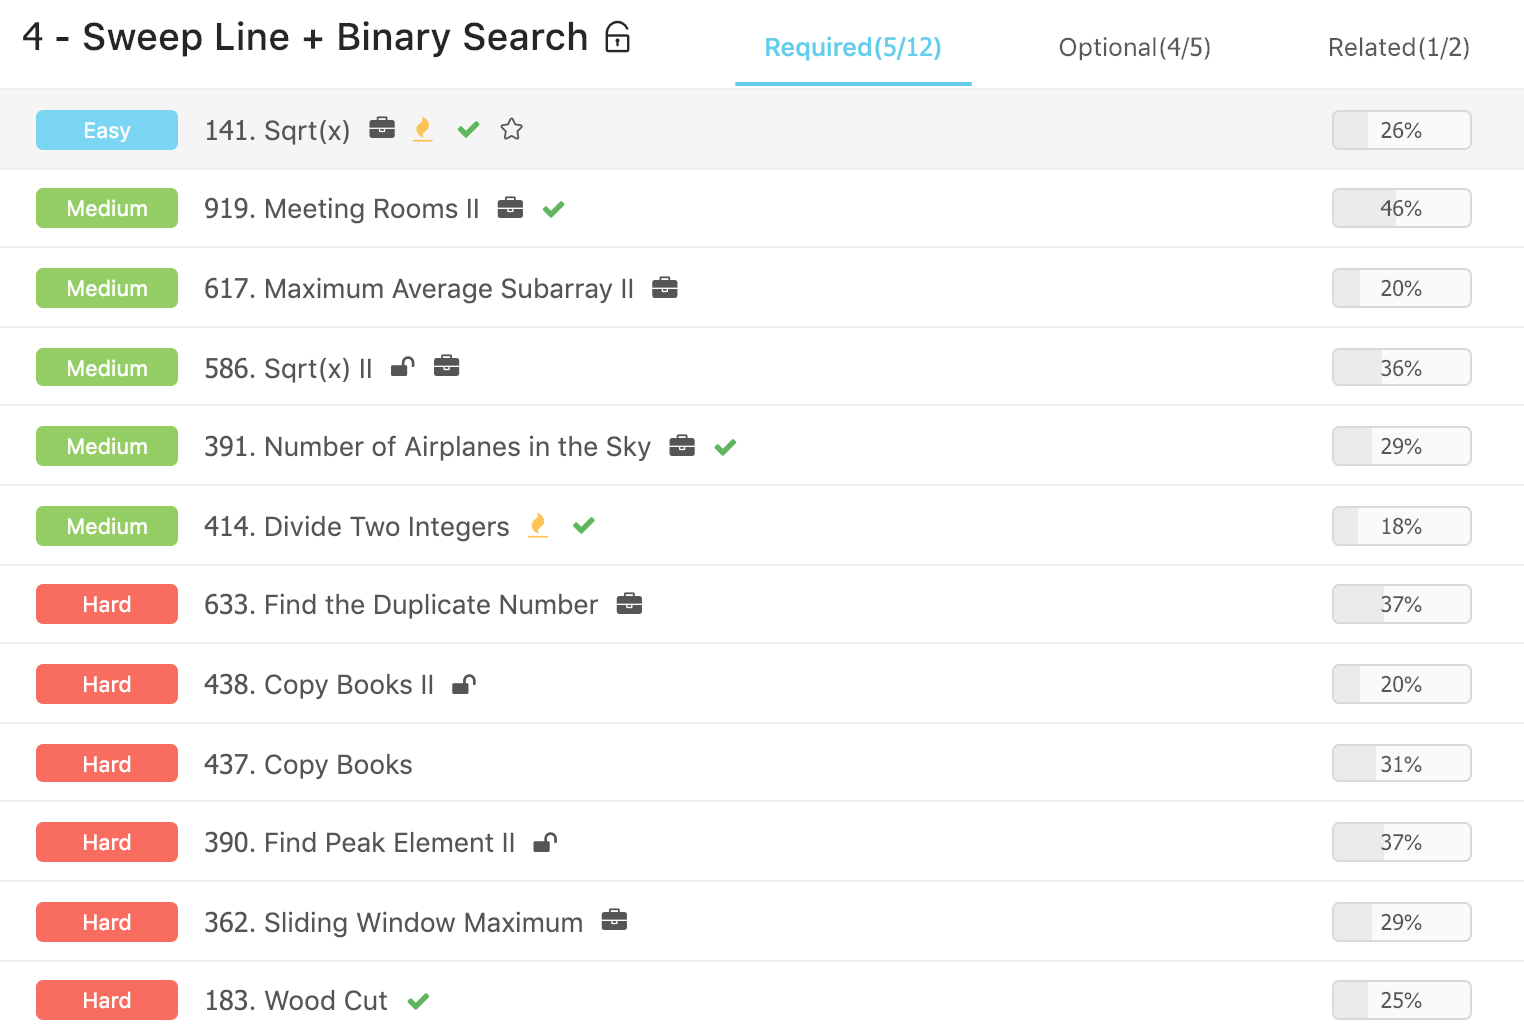 4 - Sweep Line + Binary Search Required(5/12) Optional(4/5) Related(1/2)
Easy 141. Sqrt(x) 26%
Medium 919. Meeting Rooms II 46%
Medium 617. Maximum Average Subarray II 20%
Medium 586. Sqrt(x) II 36%
Medium 391. Number of Airplanes in the Sky 29%
Medium 414. Divide Two Integers 18%
Hard 633. Find the Duplicate Number 37%
Hard 438. Copy Books II 20%
Hard 437. Copy Books 31%
Hard 390. Find Peak Element II 37%
Hard 362. Sliding Window Maximum 29%
Hard 183. Wood Cut 25%